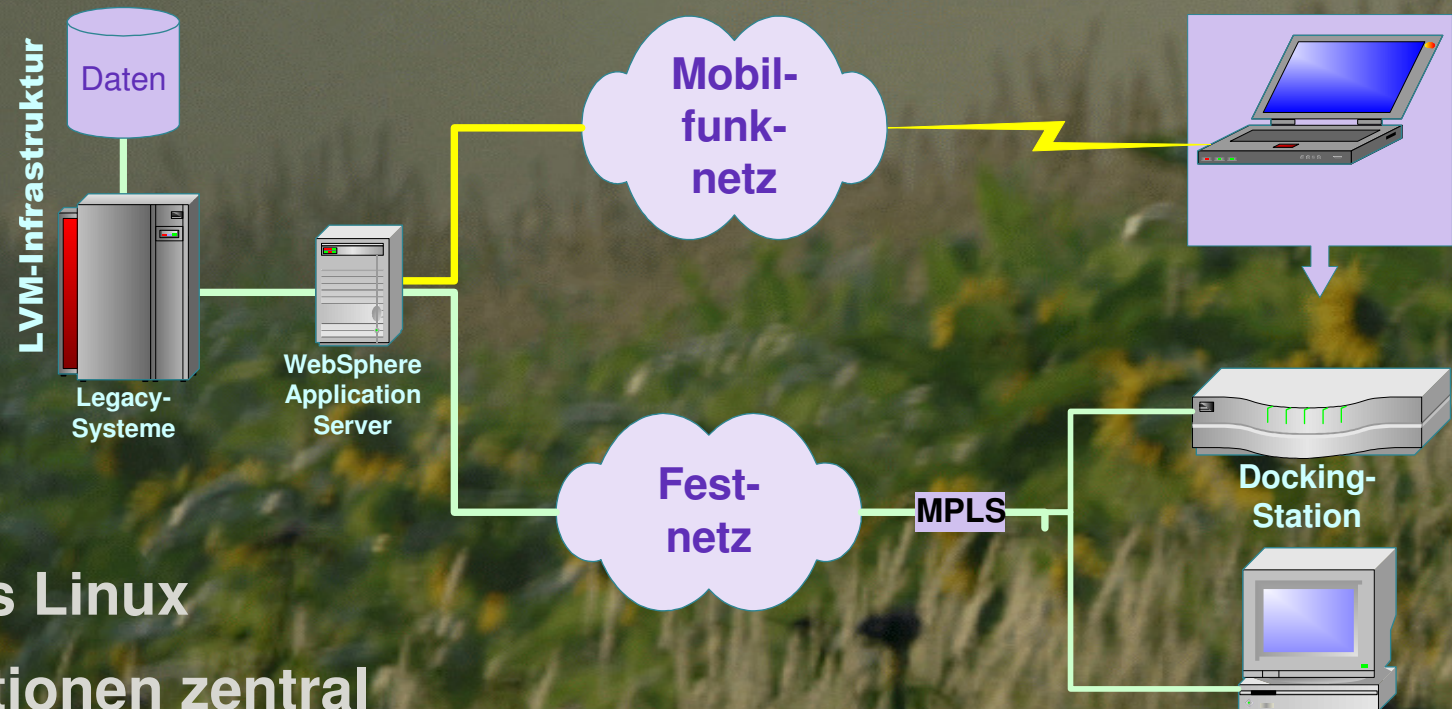 LVM-Infrastruktur
Daten
Mobil-
funk-
netz
Legacy-
Systeme
WebSphere
Application
Server
Fest-
netz
MPLS
Docking-
Station
s Linux
tionen zentral